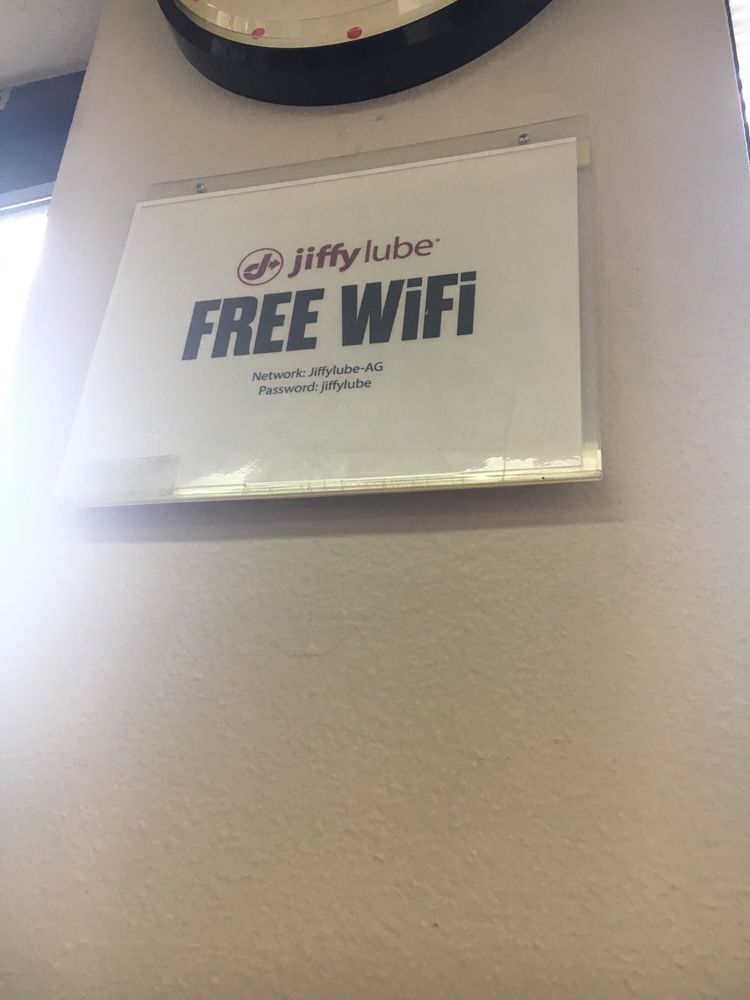 jiffylube
FREE WiFi
Network: Jiffylube-AG
Password: jiffylube